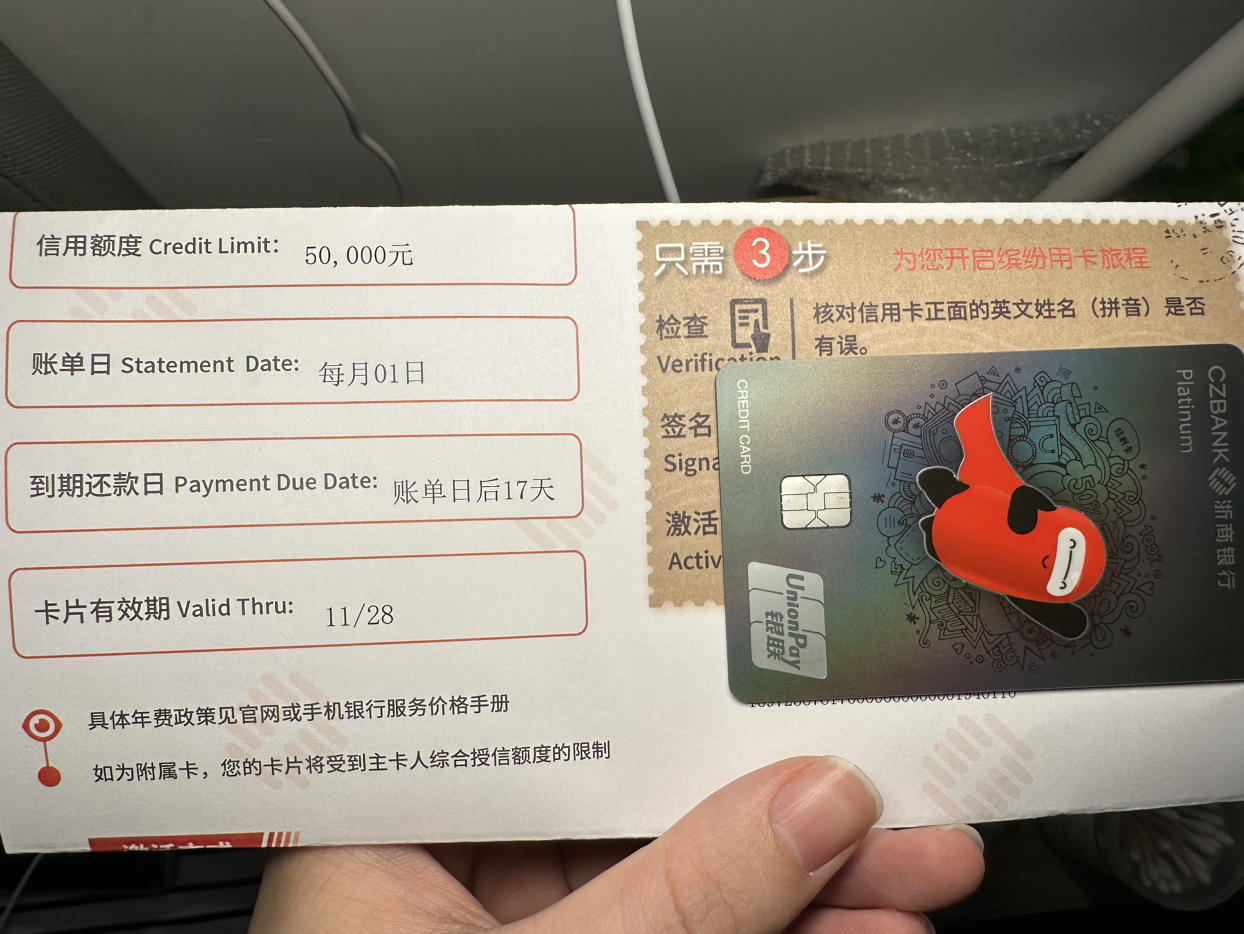 信用额度 Credit Limit: 50,000元
账单日 Statement Date: 每月01日
到期还款日 Payment Due Date: 账单日后17天
卡片有效期 Valid Thru: 11/28
具体年费政策见官网或手机银行服务价格手册
如为附属卡，您的卡片将受到主卡人综合授信额度的限制
只需3步 为您开启缤纷用卡旅程
检查
Verification
核对信用卡正面的英文姓名（拼音）是否
有误。
签名
激活
CZBANK 浙商银行
Platinum
CREDIT CARD
UnionPay
银联